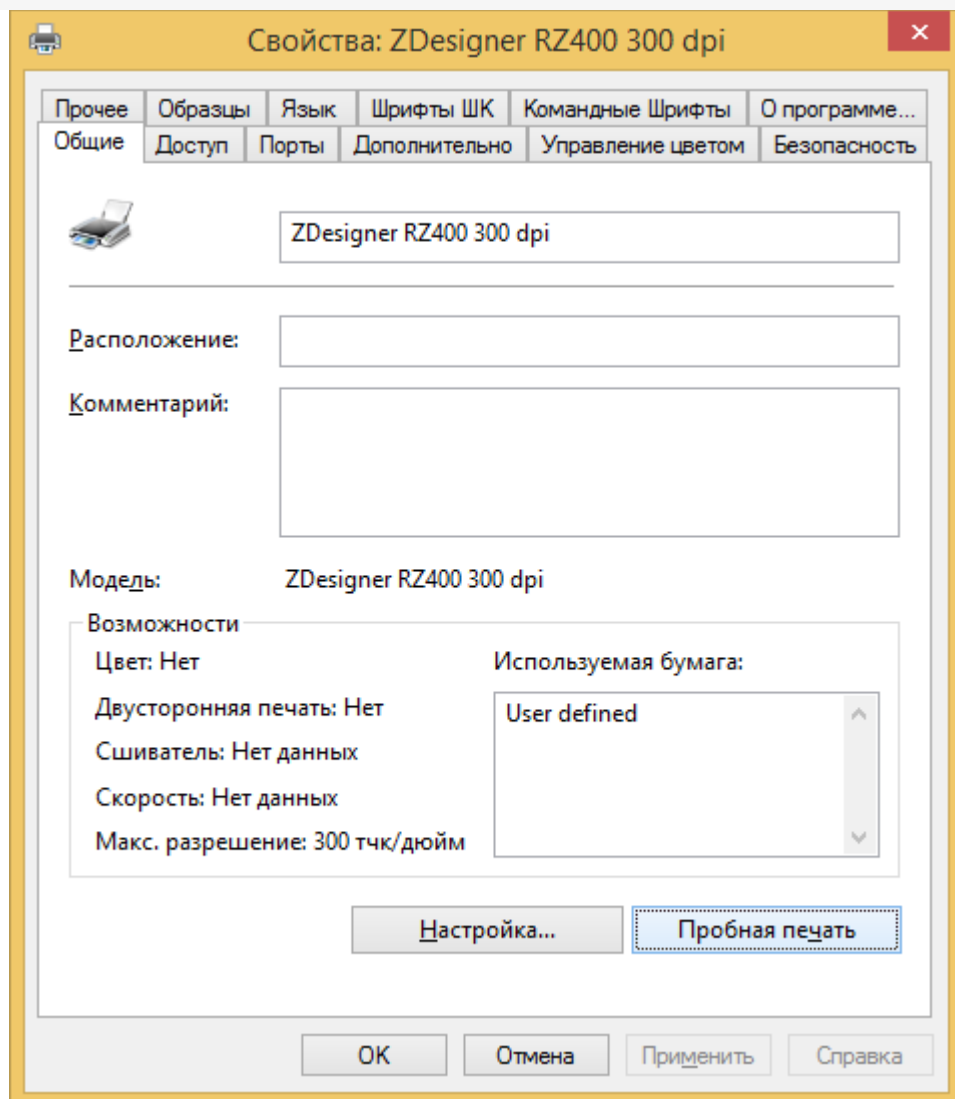 Свойства: ZDesigner RZ400 300 dpi
Прочее Образцы Язык Шрифты ШК Командные Шрифты О программе...
Общие Доступ Порты Дополнительно Управление цветом Безопасность
ZDesigner RZ400 300 dpi
Расположение:
Комментарий:
Модель: ZDesigner RZ400 300 dpi
Возможности
Цвет: Нет
Двусторонняя печать: Нет
Сшиватель: Нет данных
Скорость: Нет данных
Макс. разрешение: 300 тчк/дюйм
Используемая бумага:
User defined
Настройка... Пробная печать
OK Отмена Применить Справка